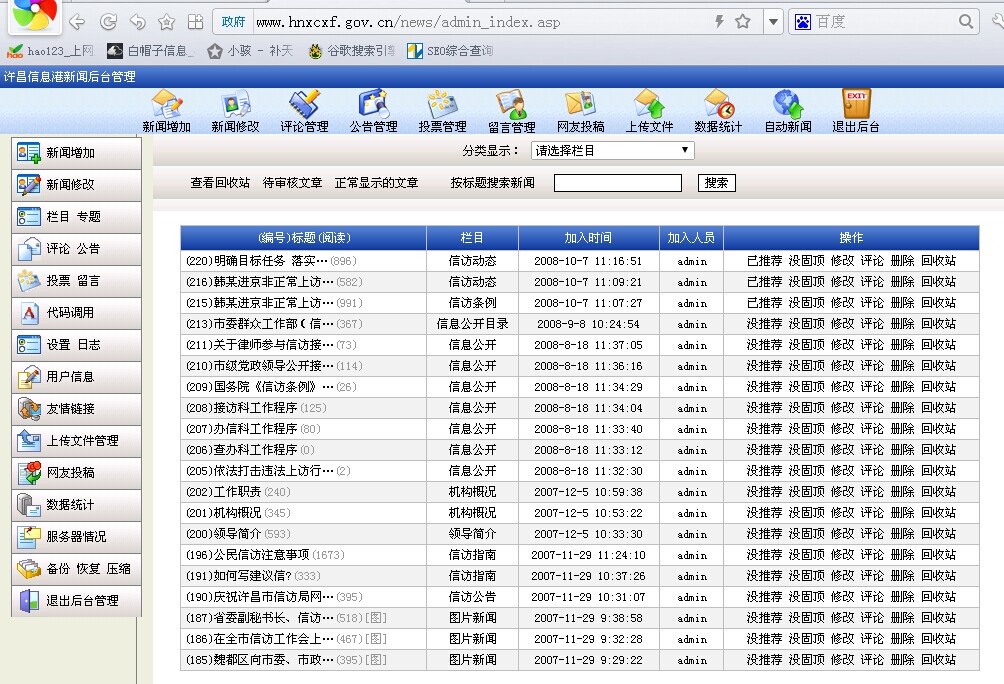 政府 www.hnxcxf.gov.cn/news/admin_index.asp 百度
hao123_上网 白帽子信息_ 小骇 - 补天 谷歌搜索引擎 SEO综合查询
许昌信息港新闻后台管理
新闻增加 新闻修改 评论管理 公告管理 投票管理 留言管理 网友投稿 上传文件 数据统计 自动新闻 EXIT 退出后台
分类显示： 请选择栏目
查看回收站 待审核文章 正常显示的文章 按标题搜索新闻 搜索
新闻增加
新闻修改
栏目 专题
评论 公告
投票 留言
代码调用
设置 日志
用户信息
友情链接
上传文件管理
网友投稿
数据统计
服务器情况
备份 恢复 压缩
退出后台管理
(编号)标题(阅读) 栏目 加入时间 加入人员 操作
(220)明确目标任务 落实…(896) 信访动态 2008-10-7 11:16:51 admin 已推荐 没固顶 修改 评论 删除 回收站
(216)韩某进京非正常上访…(582) 信访动态 2008-10-7 11:09:21 admin 已推荐 没固顶 修改 评论 删除 回收站
(215)韩某进京非正常上访…(991) 信访条例 2008-10-7 11:07:27 admin 已推荐 没固顶 修改 评论 删除 回收站
(213)市委群众工作部(信…(367) 信息公开目录 2008-9-8 10:24:54 admin 没推荐 没固顶 修改 评论 删除 回收站
(211)关于律师参与信访接…(73) 信息公开 2008-8-18 11:37:05 admin 没推荐 没固顶 修改 评论 删除 回收站
(210)市级党政领导公开接…(114) 信息公开 2008-8-18 11:36:16 admin 没推荐 没固顶 修改 评论 删除 回收站
(209)国务院《信访条例》…(26) 信息公开 2008-8-18 11:34:29 admin 没推荐 没固顶 修改 评论 删除 回收站
(208)接访科工作程序(125) 信息公开 2008-8-18 11:34:04 admin 没推荐 没固顶 修改 评论 删除 回收站
(207)办信科工作程序(80) 信息公开 2008-8-18 11:33:40 admin 没推荐 没固顶 修改 评论 删除 回收站
(206)查办科工作程序(0) 信息公开 2008-8-18 11:33:12 admin 没推荐 没固顶 修改 评论 删除 回收站
(205)依法打击违法上访行…(2) 信息公开 2008-8-18 11:32:30 admin 没推荐 没固顶 修改 评论 删除 回收站
(202)工作职责(240) 机构概况 2007-12-5 10:59:38 admin 没推荐 没固顶 修改 评论 删除 回收站
(201)机构概况(345) 机构概况 2007-12-5 10:53:22 admin 没推荐 没固顶 修改 评论 删除 回收站
(200)领导简介(593) 领导简介 2007-12-5 10:33:30 admin 没推荐 没固顶 修改 评论 删除 回收站
(196)公民信访注意事项(1673) 信访指南 2007-11-29 11:24:10 admin 没推荐 没固顶 修改 评论 删除 回收站
(191)如何写建议信?(333) 信访指南 2007-11-29 10:37:26 admin 没推荐 没固顶 修改 评论 删除 回收站
(190)庆祝许昌市信访局网…(395) 信访公告 2007-11-29 10:31:07 admin 没推荐 没固顶 修改 评论 删除 回收站
(187)省委副秘书长、信访…(518)[图] 图片新闻 2007-11-29 9:38:58 admin 没推荐 没固顶 修改 评论 删除 回收站
(186)在全市信访工作会上…(467)[图] 图片新闻 2007-11-29 9:32:28 admin 没推荐 没固顶 修改 评论 删除 回收站
(185)魏都区向市委、市政…(395)[图] 图片新闻 2007-11-29 9:29:22 admin 没推荐 没固顶 修改 评论 删除 回收站